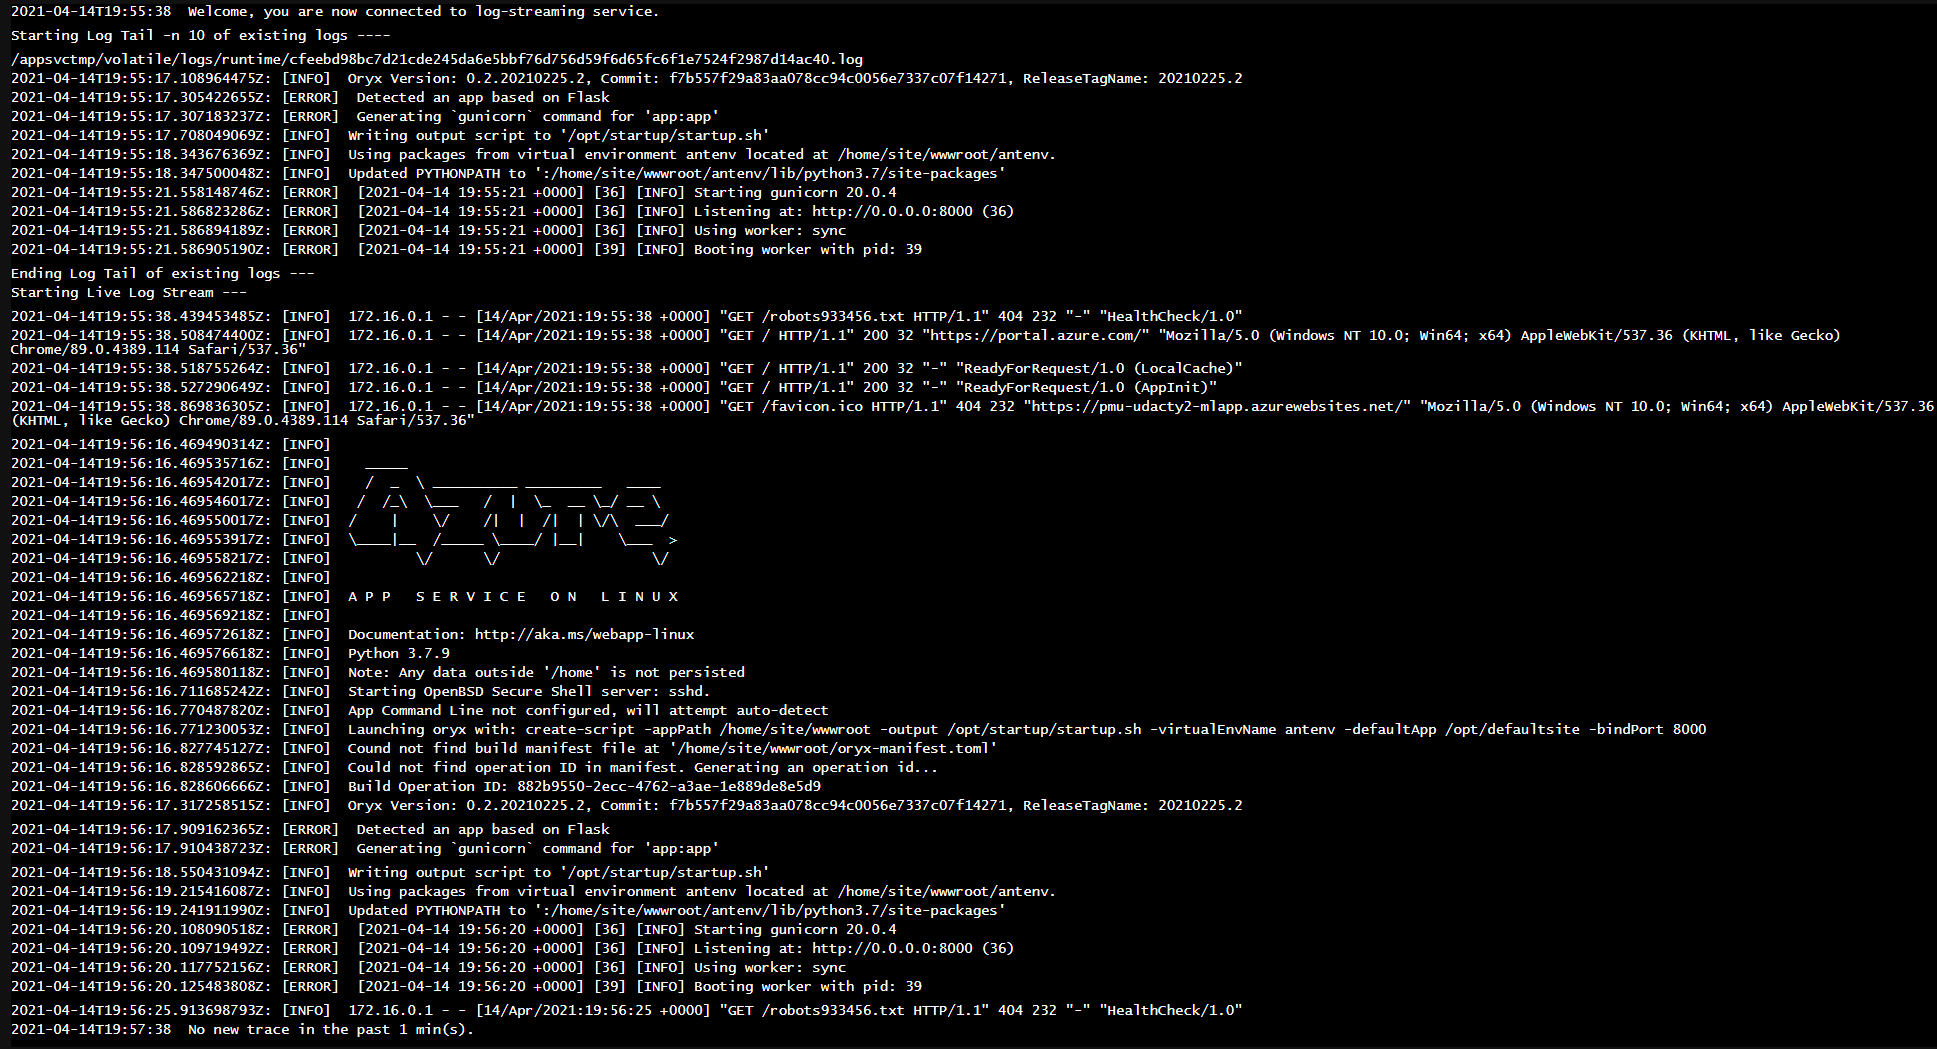 2021-04-14T19:55:38  Welcome, you are now connected to log-streaming service.
Starting Log Tail -n 10 of existing logs ----
/appsvctmp/volatile/logs/runtime/cfeebd98bc7d21cde245da6e5bbf76d756d59f6d65fc6f1e7524f2987d14ac40.log
2021-04-14T19:55:17.108964475Z: [INFO]  Oryx Version: 0.2.20210225.2, Commit: f7b557f29a83aa078cc94c0056e7337c07f14271, ReleaseTagName: 20210225.2
2021-04-14T19:55:17.305422655Z: [ERROR]  Detected an app based on Flask
2021-04-14T19:55:17.307183237Z: [ERROR]  Generating `gunicorn` command for 'app:app'
2021-04-14T19:55:17.708049069Z: [INFO]  Writing output script to '/opt/startup/startup.sh'
2021-04-14T19:55:18.343676369Z: [INFO]  Using packages from virtual environment antenv located at /home/site/wwwroot/antenv.
2021-04-14T19:55:18.347500048Z: [INFO]  Updated PYTHONPATH to ':/home/site/wwwroot/antenv/lib/python3.7/site-packages'
2021-04-14T19:55:21.558148746Z: [ERROR]  [2021-04-14 19:55:21 +0000] [36] [INFO] Starting gunicorn 20.0.4
2021-04-14T19:55:21.586823286Z: [ERROR]  [2021-04-14 19:55:21 +0000] [36] [INFO] Listening at: http://0.0.0.0:8000 (36)
2021-04-14T19:55:21.586894189Z: [ERROR]  [2021-04-14 19:55:21 +0000] [36] [INFO] Using worker: sync
2021-04-14T19:55:21.586905190Z: [ERROR]  [2021-04-14 19:55:21 +0000] [39] [INFO] Booting worker with pid: 39
Ending Log Tail of existing logs ---
Starting Live Log Stream ---
2021-04-14T19:55:38.439453485Z: [INFO]  172.16.0.1 - - [14/Apr/2021:19:55:38 +0000] "GET /robots933456.txt HTTP/1.1" 404 232 "-" "HealthCheck/1.0"
2021-04-14T19:55:38.508474400Z: [INFO]  172.16.0.1 - - [14/Apr/2021:19:55:38 +0000] "GET / HTTP/1.1" 200 32 "https://portal.azure.com/" "Mozilla/5.0 (Windows NT 10.0; Win64; x64) AppleWebKit/537.36 (KHTML, like Gecko)
Chrome/89.0.4389.114 Safari/537.36"
2021-04-14T19:55:38.518755264Z: [INFO]  172.16.0.1 - - [14/Apr/2021:19:55:38 +0000] "GET / HTTP/1.1" 200 32 "-" "ReadyForRequest/1.0 (LocalCache)"
2021-04-14T19:55:38.527290649Z: [INFO]  172.16.0.1 - - [14/Apr/2021:19:55:38 +0000] "GET / HTTP/1.1" 200 32 "-" "ReadyForRequest/1.0 (AppInit)"
2021-04-14T19:55:38.869836305Z: [INFO]  172.16.0.1 - - [14/Apr/2021:19:55:38 +0000] "GET /favicon.ico HTTP/1.1" 404 232 "https://pmu-udacty2-mlapp.azurewebsites.net/" "Mozilla/5.0 (Windows NT 10.0; Win64; x64) AppleWebKit/537.36
(KHTML, like Gecko) Chrome/89.0.4389.114 Safari/537.36"
2021-04-14T19:56:16.469490314Z: [INFO]
2021-04-14T19:56:16.469535716Z: [INFO]    _____
2021-04-14T19:56:16.469542017Z: [INFO]    /  _  \ __________ _________   ____
2021-04-14T19:56:16.469546017Z: [INFO]   /  /_\  \___   /  |  \_  __ \_/ __ \
2021-04-14T19:56:16.469550017Z: [INFO]  /    |    \/    /|  |  /|  | \/\  ___/
2021-04-14T19:56:16.469553917Z: [INFO]  \____|__  /_____ \____/ |__|    \___  >
2021-04-14T19:56:16.469558217Z: [INFO]          \/      \/                  \/
2021-04-14T19:56:16.469562218Z: [INFO]
2021-04-14T19:56:16.469565718Z: [INFO]  A P P   S E R V I C E   O N   L I N U X
2021-04-14T19:56:16.469569218Z: [INFO]
2021-04-14T19:56:16.469572618Z: [INFO]  Documentation: http://aka.ms/webapp-linux
2021-04-14T19:56:16.469576618Z: [INFO]  Python 3.7.9
2021-04-14T19:56:16.469580118Z: [INFO]  Note: Any data outside '/home' is not persisted
2021-04-14T19:56:16.711685242Z: [INFO]  Starting OpenBSD Secure Shell server: sshd.
2021-04-14T19:56:16.770487820Z: [INFO]  App Command Line not configured, will attempt auto-detect
2021-04-14T19:56:16.771230053Z: [INFO]  Launching oryx with: create-script -appPath /home/site/wwwroot -output /opt/startup/startup.sh -virtualEnvName antenv -defaultApp /opt/defaultsite -bindPort 8000
2021-04-14T19:56:16.827745127Z: [INFO]  Cound not find build manifest file at '/home/site/wwwroot/oryx-manifest.toml'
2021-04-14T19:56:16.828592865Z: [INFO]  Could not find operation ID in manifest. Generating an operation id...
2021-04-14T19:56:16.828606666Z: [INFO]  Build Operation ID: 882b9550-2ecc-4762-a3ae-1e889de8e5d9
2021-04-14T19:56:17.317258515Z: [INFO]  Oryx Version: 0.2.20210225.2, Commit: f7b557f29a83aa078cc94c0056e7337c07f14271, ReleaseTagName: 20210225.2
2021-04-14T19:56:17.909162365Z: [ERROR]  Detected an app based on Flask
2021-04-14T19:56:17.910438723Z: [ERROR]  Generating `gunicorn` command for 'app:app'
2021-04-14T19:56:18.550431094Z: [INFO]  Writing output script to '/opt/startup/startup.sh'
2021-04-14T19:56:19.215416087Z: [INFO]  Using packages from virtual environment antenv located at /home/site/wwwroot/antenv.
2021-04-14T19:56:19.241911990Z: [INFO]  Updated PYTHONPATH to ':/home/site/wwwroot/antenv/lib/python3.7/site-packages'
2021-04-14T19:56:20.108090518Z: [ERROR]  [2021-04-14 19:56:20 +0000] [36] [INFO] Starting gunicorn 20.0.4
2021-04-14T19:56:20.109719492Z: [ERROR]  [2021-04-14 19:56:20 +0000] [36] [INFO] Listening at: http://0.0.0.0:8000 (36)
2021-04-14T19:56:20.117752156Z: [ERROR]  [2021-04-14 19:56:20 +0000] [36] [INFO] Using worker: sync
2021-04-14T19:56:20.125483808Z: [ERROR]  [2021-04-14 19:56:20 +0000] [39] [INFO] Booting worker with pid: 39
2021-04-14T19:56:25.913698793Z: [INFO]  172.16.0.1 - - [14/Apr/2021:19:56:25 +0000] "GET /robots933456.txt HTTP/1.1" 404 232 "-" "HealthCheck/1.0"
2021-04-14T19:57:38  No new trace in the past 1 min(s).